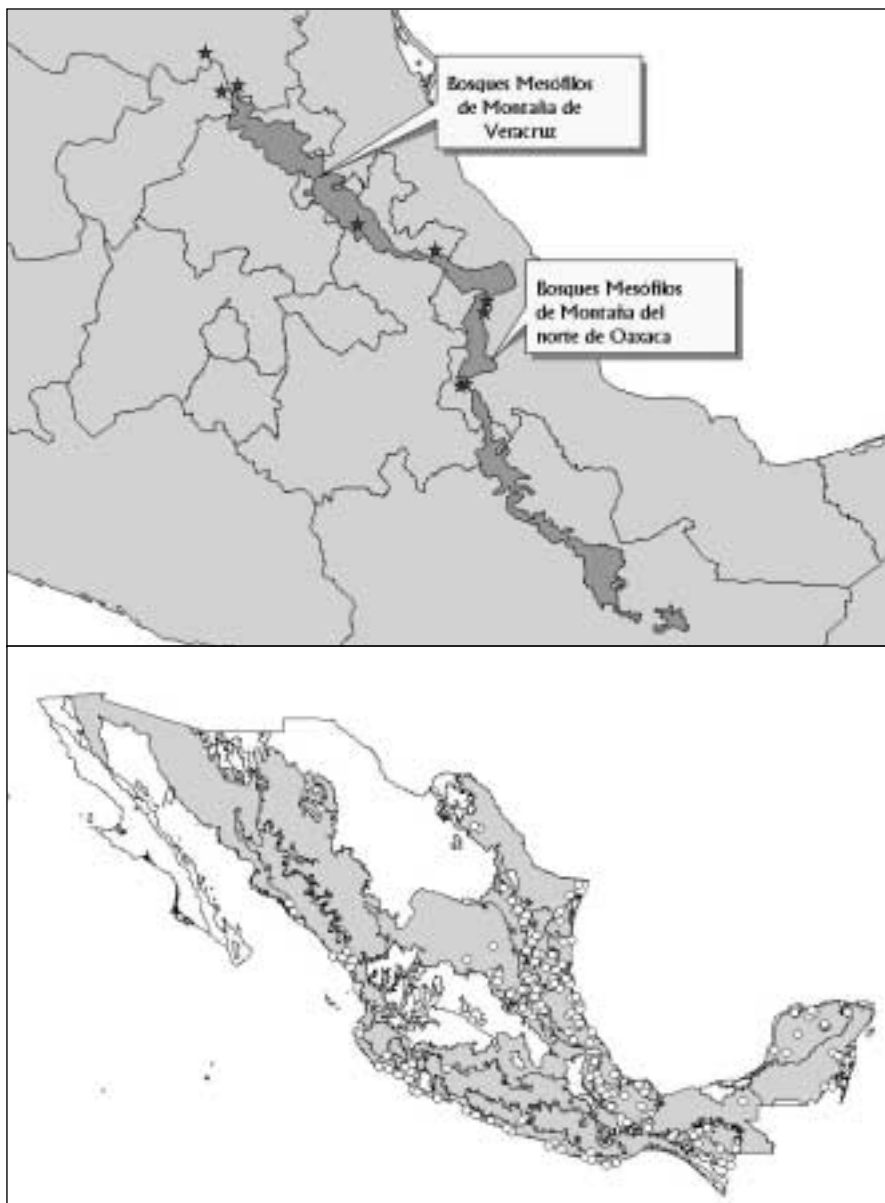 Bosques Mesófilos
de Montaña de
Veracruz
Bosques Mesófilos
de Montaña del
norte de Oaxaca